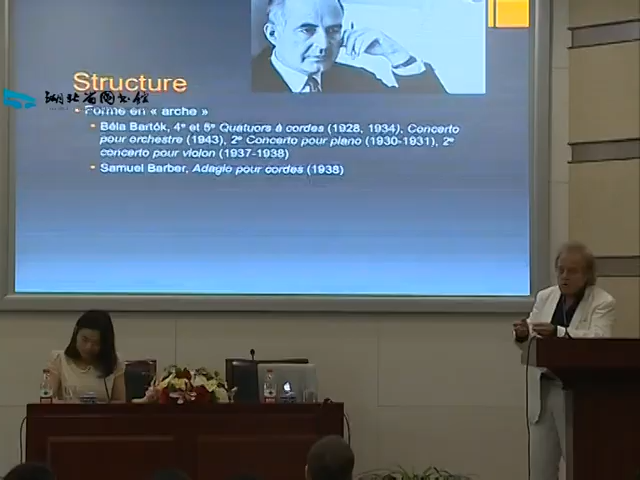 Structure
湖北省图书馆
• Forme en « arche »
• Béla Bartók, 4e et 5e Quatuors à cordes (1928, 1934), Concerto
pour orchestre (1943), 2e Concerto pour piano (1930-1931), 2e
concerto pour violon (1937-1938)
• Samuel Barber, Adagio pour cordes (1938)